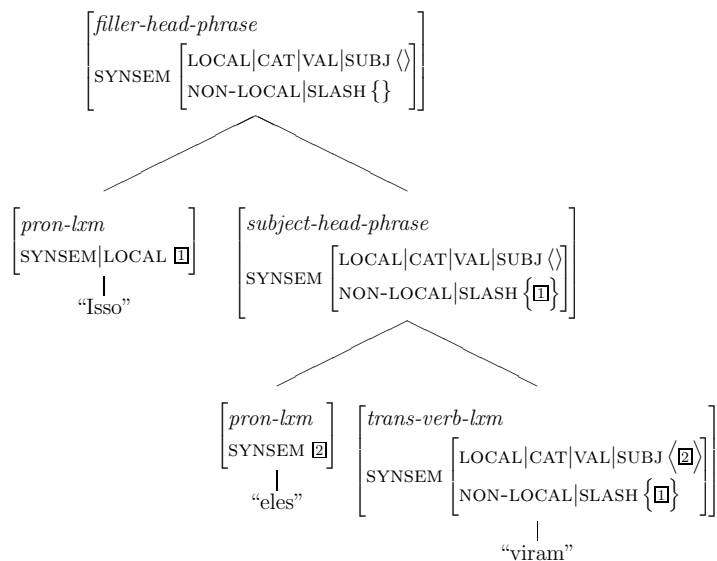 filler-head-phrase
SYNSEM LOCAL|CAT|VAL|SUBJ ⟨⟩
NON-LOCAL|SLASH {}
pron-lxm
SYNSEM|LOCAL 1
“Isso”
subject-head-phrase
SYNSEM LOCAL|CAT|VAL|SUBJ ⟨⟩
NON-LOCAL|SLASH {1}
pron-lxm
SYNSEM 2
“eles”
trans-verb-lxm
SYNSEM LOCAL|CAT|VAL|SUBJ ⟨2⟩
NON-LOCAL|SLASH {1}
“viram”